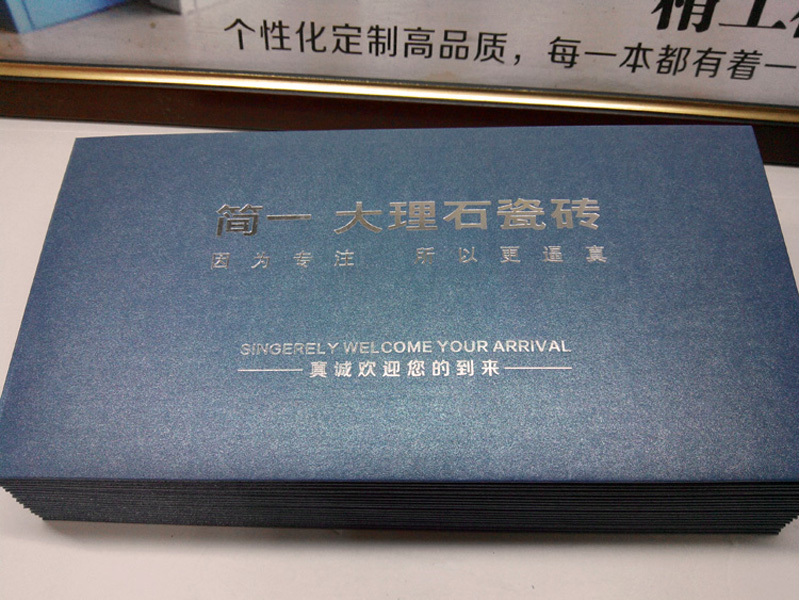 个性化定制高品质，每一本都有着一
简一 大理石瓷砖
因为专注 所以更逼真
SINGERELY WELCOME YOUR ARRIVAL
真诚欢迎您的到来